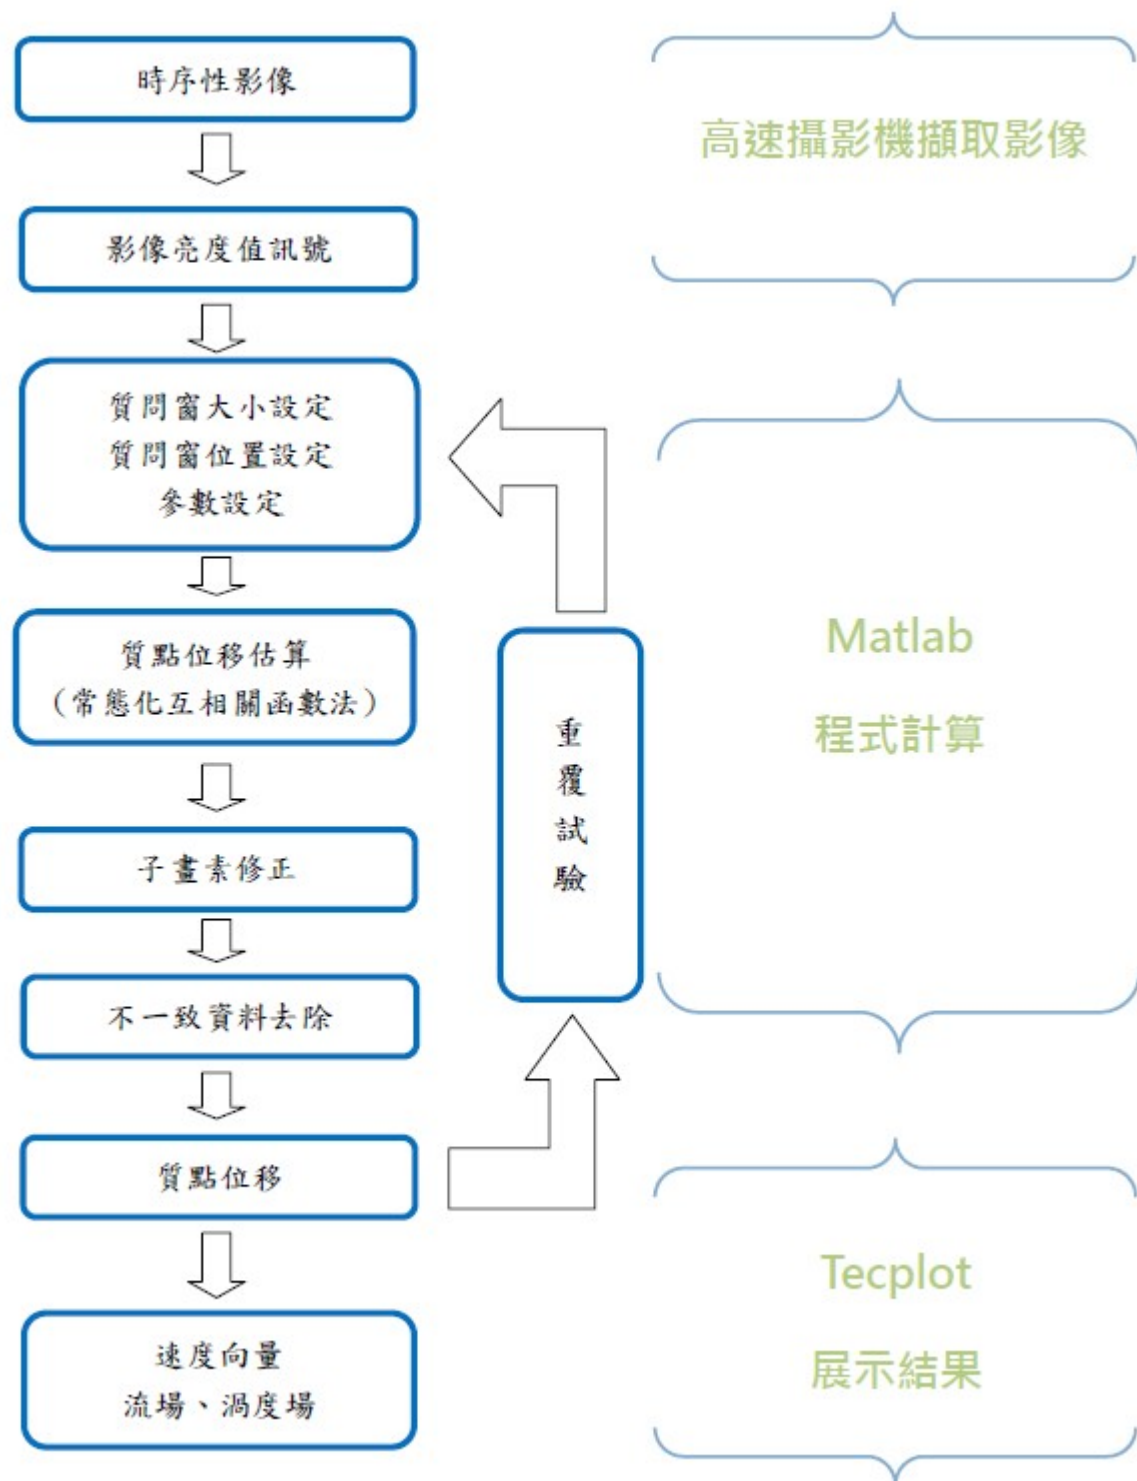 時序性影像
影像亮度值訊號
質問窗大小設定
質問窗位置設定
參數設定
質點位移估算
（常態化互相關函數法）
子畫素修正
不一致資料去除
質點位移
速度向量
流場、渦度場
重
覆
試
驗
高速攝影機擷取影像
Matlab
程式計算
Tecplot
展示結果